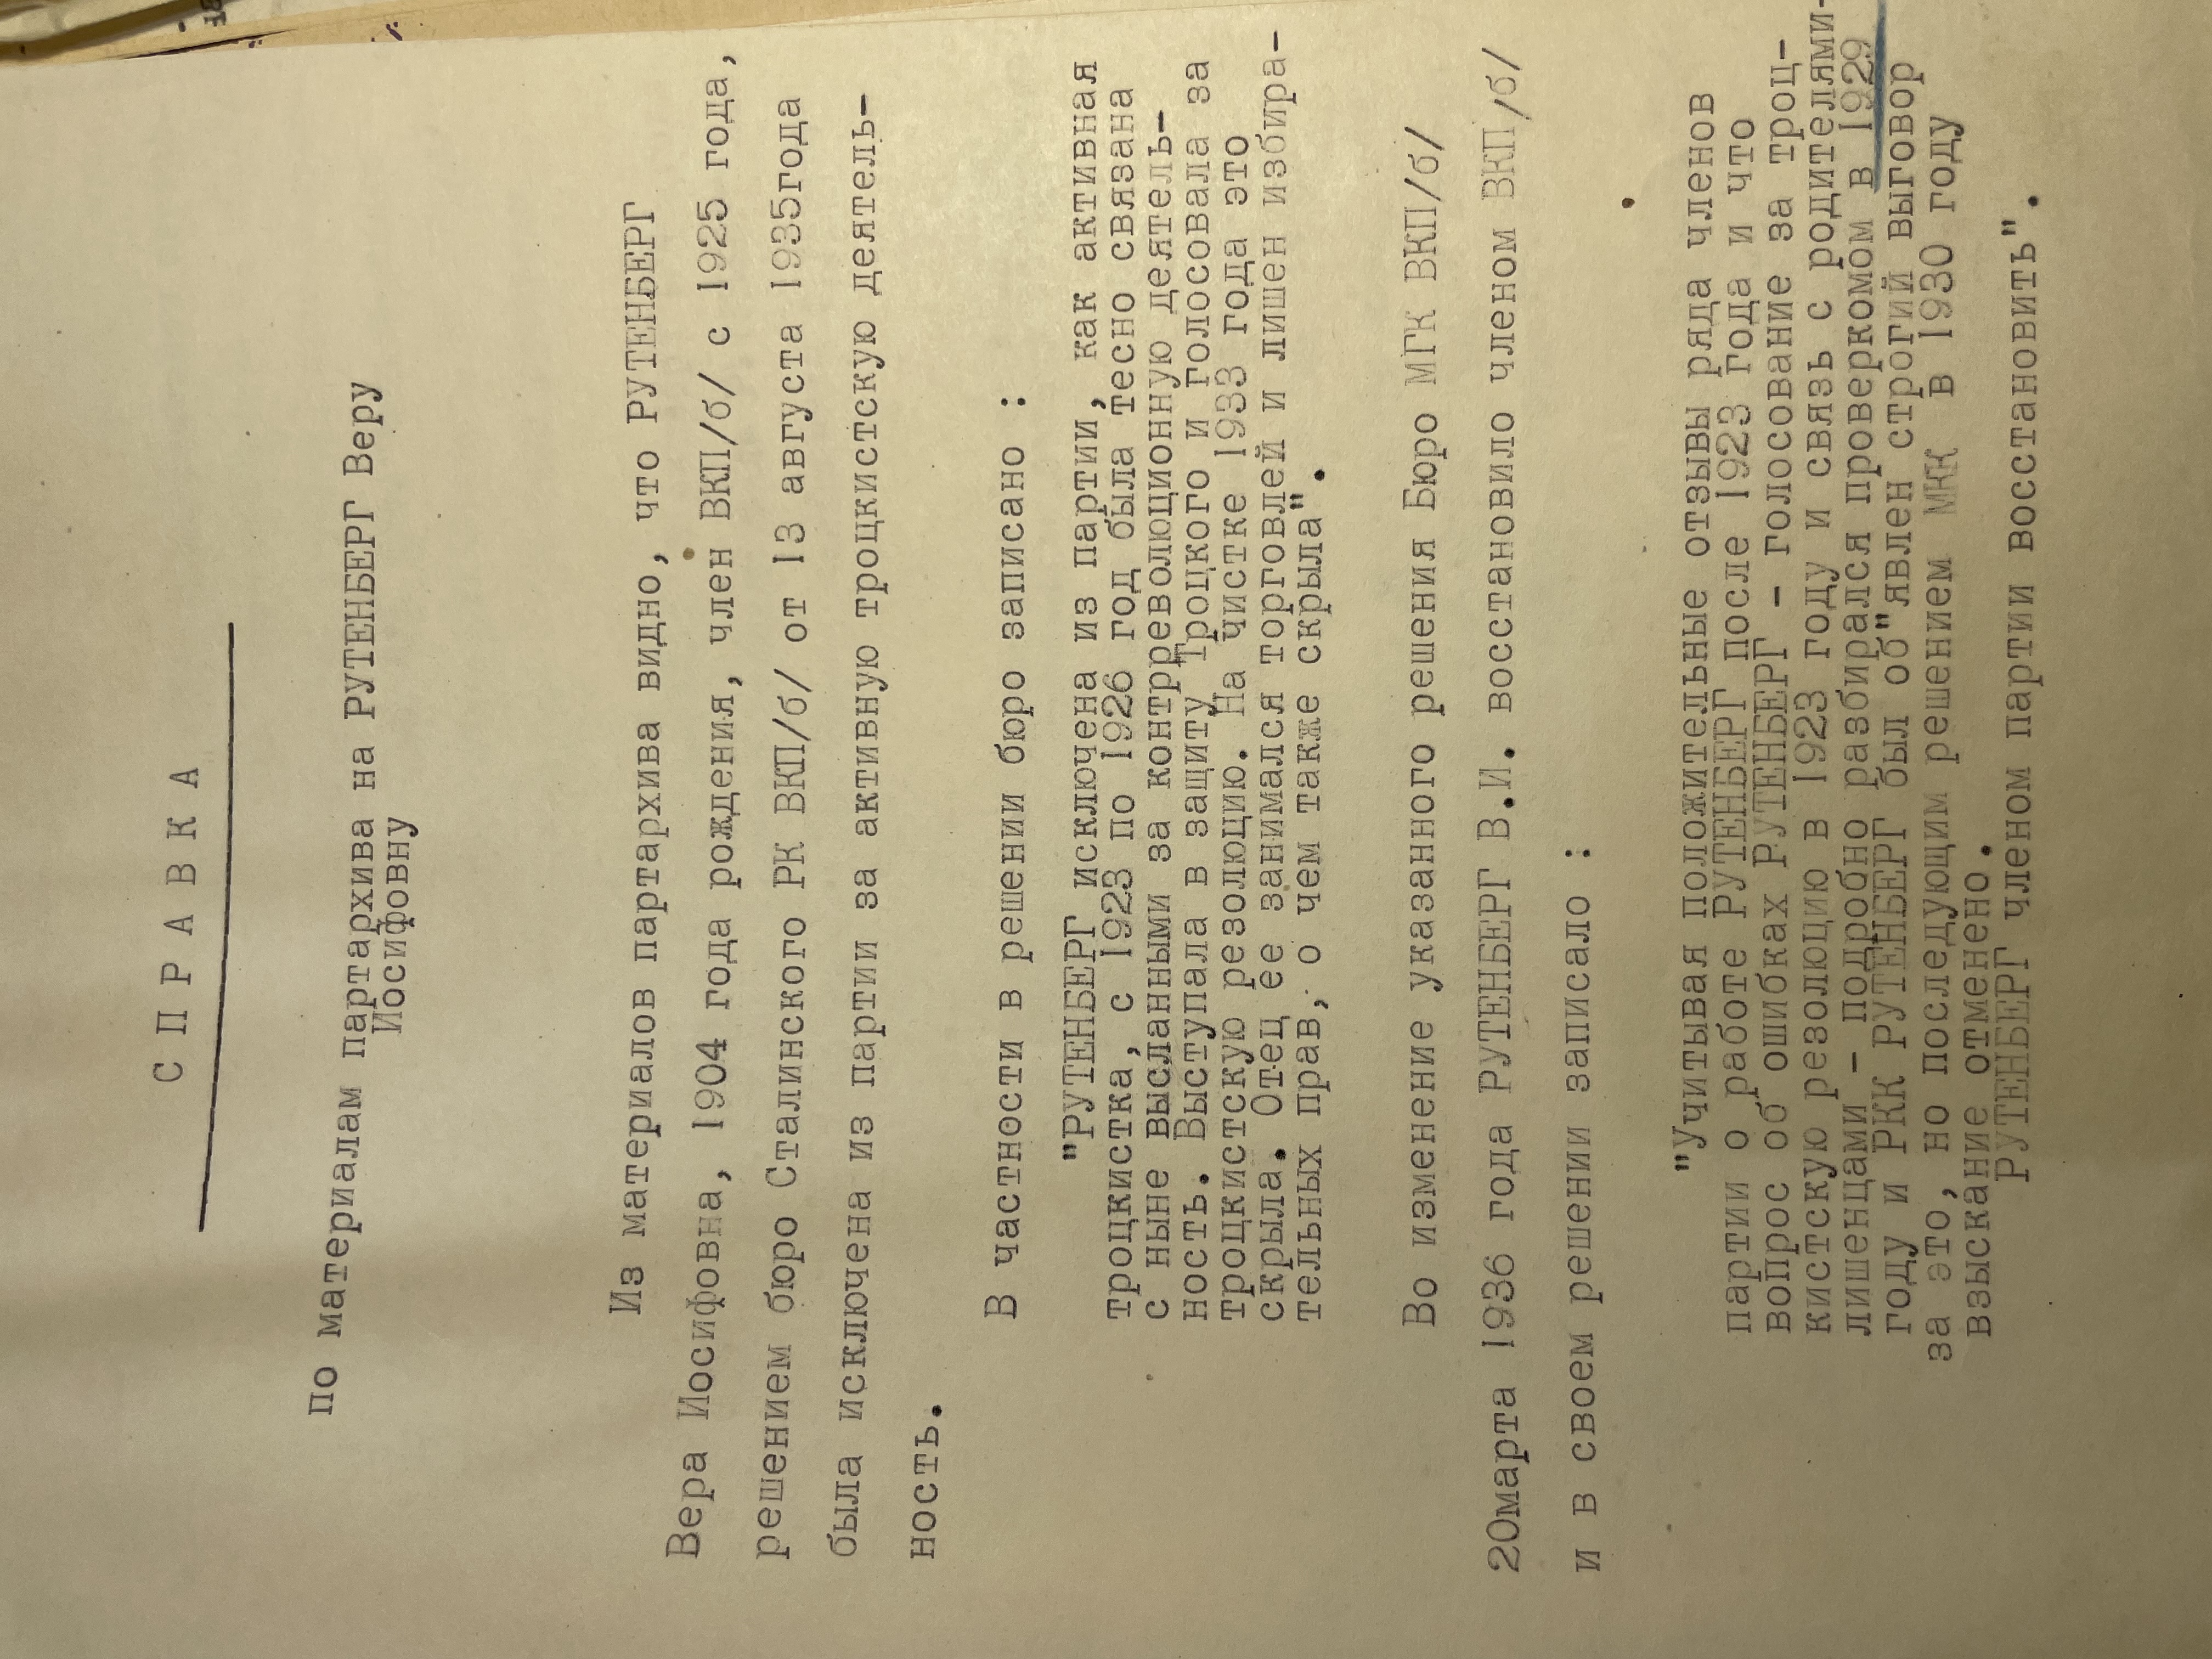 С П Р А В К А
По материалам партархива на РУТЕНБЕРГ Веру
Иосифовну
Из материалов партархива видно, что РУТЕНБЕРГ
Вера Иосифовна, 1904 года рождения, член ВКП/б/ с 1925 года,
решением бюро Сталинского РК ВКП/б/ от 13 августа 1935года
была исключена из партии за активную троцкистскую деятель-
ность.
В частности в решении бюро записано :
"РУТЕНБЕРГ исключена из партии, как активная
троцкистка, с 1923 по 1926 год была тесно связана
с ныне высланными за контрреволюционную деятель-
ность. Выступала в защиту Троцкого и голосовала за
троцкистскую резолюцию. На чистке 1933 года это
скрыла. Отец ее занимался торговлей и лишен избира-
тельных прав, о чем также скрыла".
Во изменение указанного решения Бюро МГК ВКП/б/
20марта 1936 года РУТЕНБЕРГ В.И. восстановило членом ВКП/б/
и в своем решении записало :
"Учитывая положительные отзывы ряда членов
партии о работе РУТЕНБЕРГ после 1923 года и что
вопрос об ошибках РУТЕНБЕРГ - голосование за троц-
кистскую резолюцию в 1923 году и связь с родителями-
лишенцами - подробно разбирался проверкомом в 1929
году и РКК РУТЕНБЕРГ был об"явлен строгий выговор
за это, но последующим решением МКК в 1930 году
взыскание отменено.
РУТЕНБЕРГ членом партии восстановить".